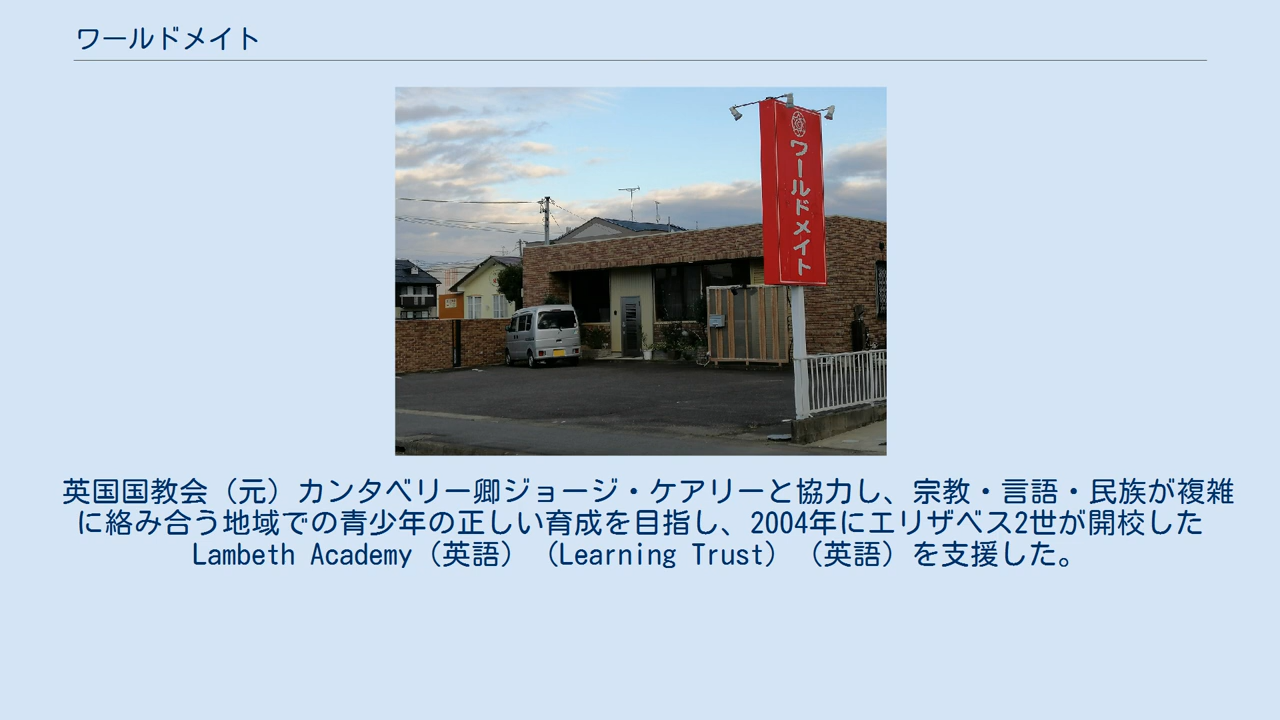 ワールドメイト
ワールドメイト
英国国教会（元）カンタベリー卿ジョージ・ケアリーと協力し、宗教・言語・民族が複雑
に絡み合う地域での青少年の正しい育成を目指し、2004年にエリザベス2世が開校した
Lambeth Academy（英語）（Learning Trust）（英語）を支援した。